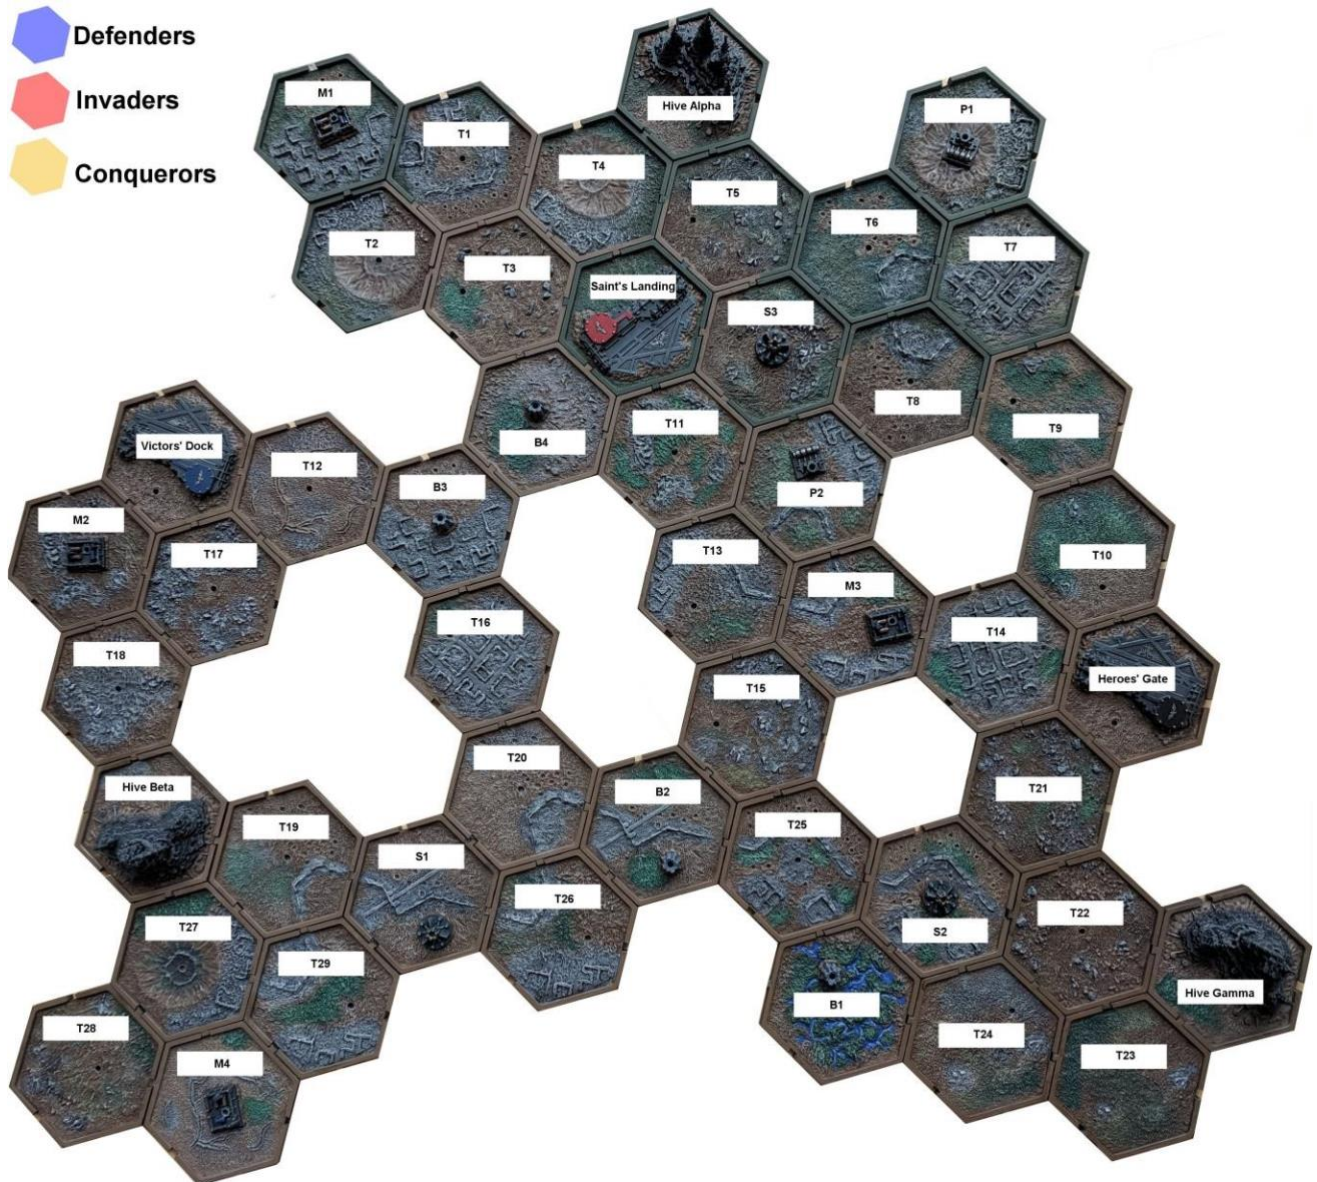 Defenders
Invaders
Conquerors
M1
T1
T4
Hive Alpha
P1
T2
T3
T5
T6
T7
Saint's Landing
S3
T8
T9
B4
T11
P2
T10
Victors' Dock
T12
B3
M2
T17
T13
M3
T14
T16
T18
T15
Heroes' Gate
Hive Beta
T20
B2
T21
T19
S1
T25
T26
S2
T22
T27
T29
B1
Hive Gamma
T28
M4
T24
T23